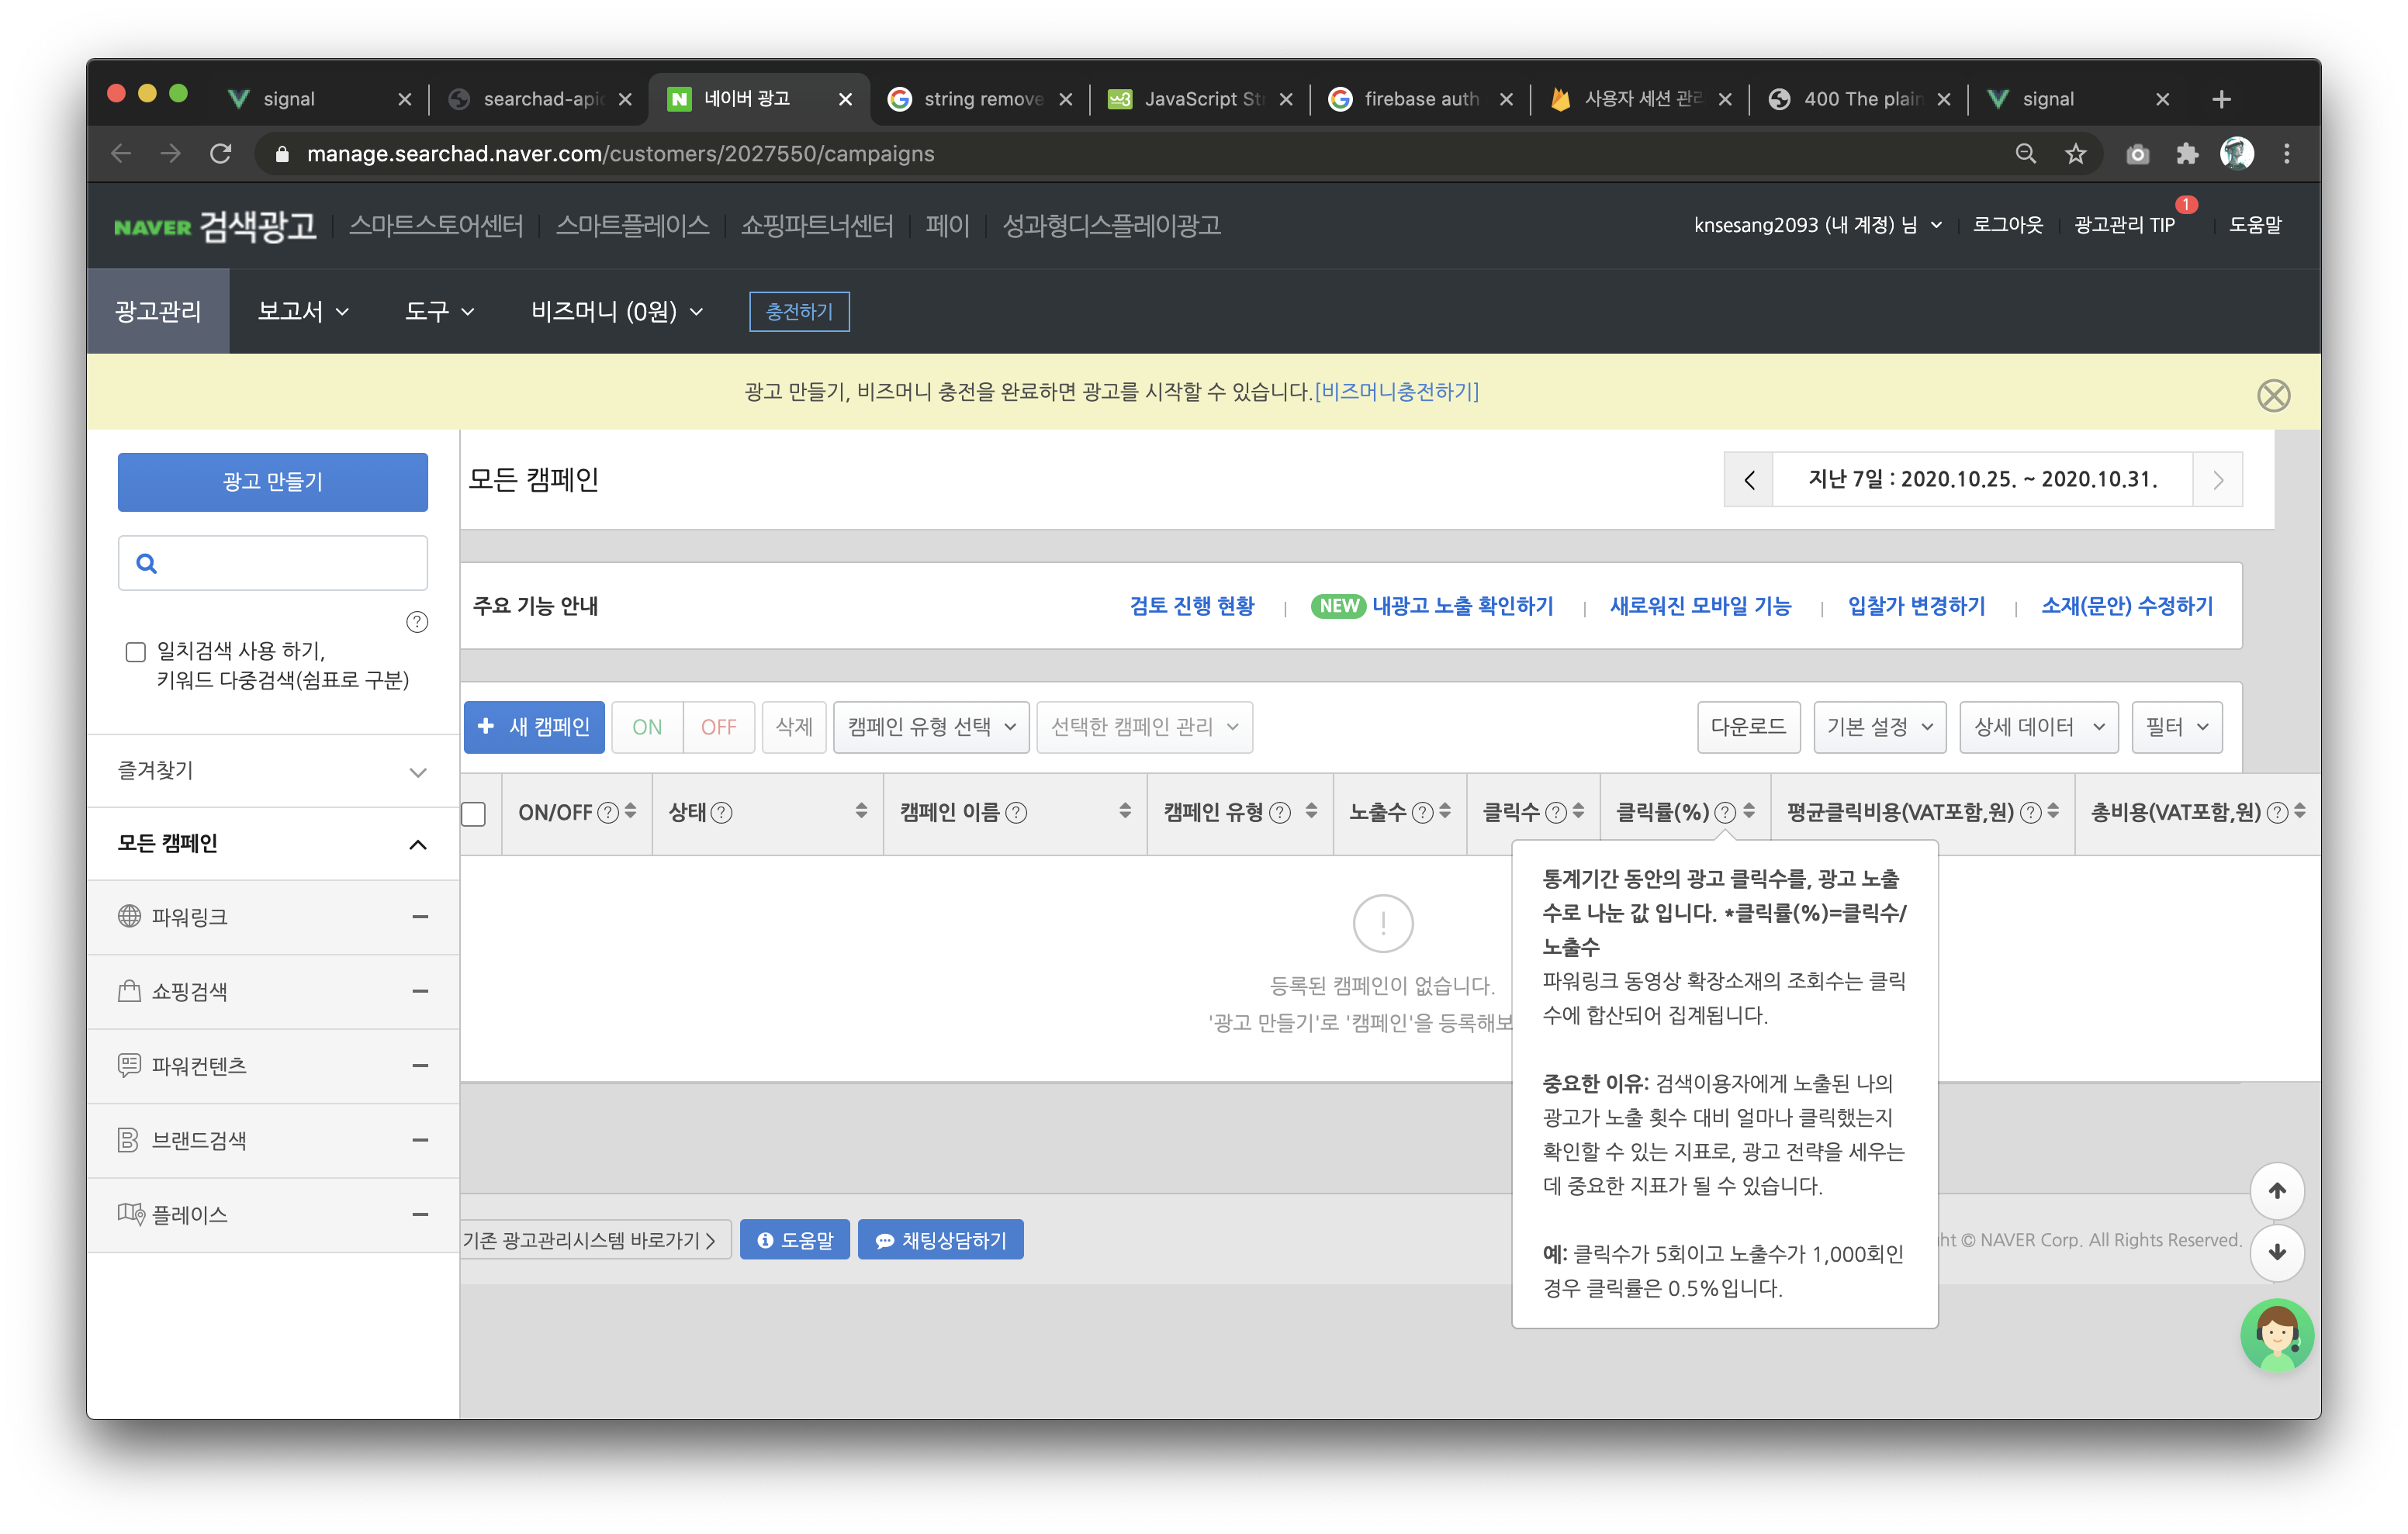 signal
searchad-apic
네이버 광고
string remove
JavaScript Str
firebase auth
사용자 세션 관리
400 The plain
signal
manage.searchad.naver.com/customers/2027550/campaigns
NAVER 검색광고
스마트스토어센터
스마트플레이스
쇼핑파트너센터
페이
성과형디스플레이광고
knsesang2093 (내 계정) 님
로그아웃
광고관리 TIP
1
도움말
광고관리
보고서
도구
비즈머니 (0원)
충전하기
광고 만들기, 비즈머니 충전을 완료하면 광고를 시작할 수 있습니다.[비즈머니충전하기]
광고 만들기
일치검색 사용 하기,
키워드 다중검색(쉼표로 구분)
즐겨찾기
모든 캠페인
파워링크
쇼핑검색
파워컨텐츠
브랜드검색
플레이스
모든 캠페인
지난 7일 : 2020.10.25. ~ 2020.10.31.
주요 기능 안내
검토 진행 현황
NEW 내광고 노출 확인하기
새로워진 모바일 기능
입찰가 변경하기
소재(문안) 수정하기
+ 새 캠페인
ON
OFF
삭제
캠페인 유형 선택
선택한 캠페인 관리
다운로드
기본 설정
상세 데이터
필터
ON/OFF
상태
캠페인 이름
캠페인 유형
노출수
클릭수
클릭률(%)
평균클릭비용(VAT포함,원)
총비용(VAT포함,원)
등록된 캠페인이 없습니다.
'광고 만들기'로 '캠페인'을 등록해보
통계기간 동안의 광고 클릭수를, 광고 노출
수로 나눈 값 입니다. *클릭률(%)=클릭수/
노출수
파워링크 동영상 확장소재의 조회수는 클릭
수에 합산되어 집계됩니다.
중요한 이유: 검색이용자에게 노출된 나의
광고가 노출 횟수 대비 얼마나 클릭했는지
확인할 수 있는 지표로, 광고 전략을 세우는
데 중요한 지표가 될 수 있습니다.
예: 클릭수가 5회이고 노출수가 1,000회인
경우 클릭률은 0.5%입니다.
기존 광고관리시스템 바로가기
도움말
채팅상담하기
ht © NAVER Corp. All Rights Reserved.